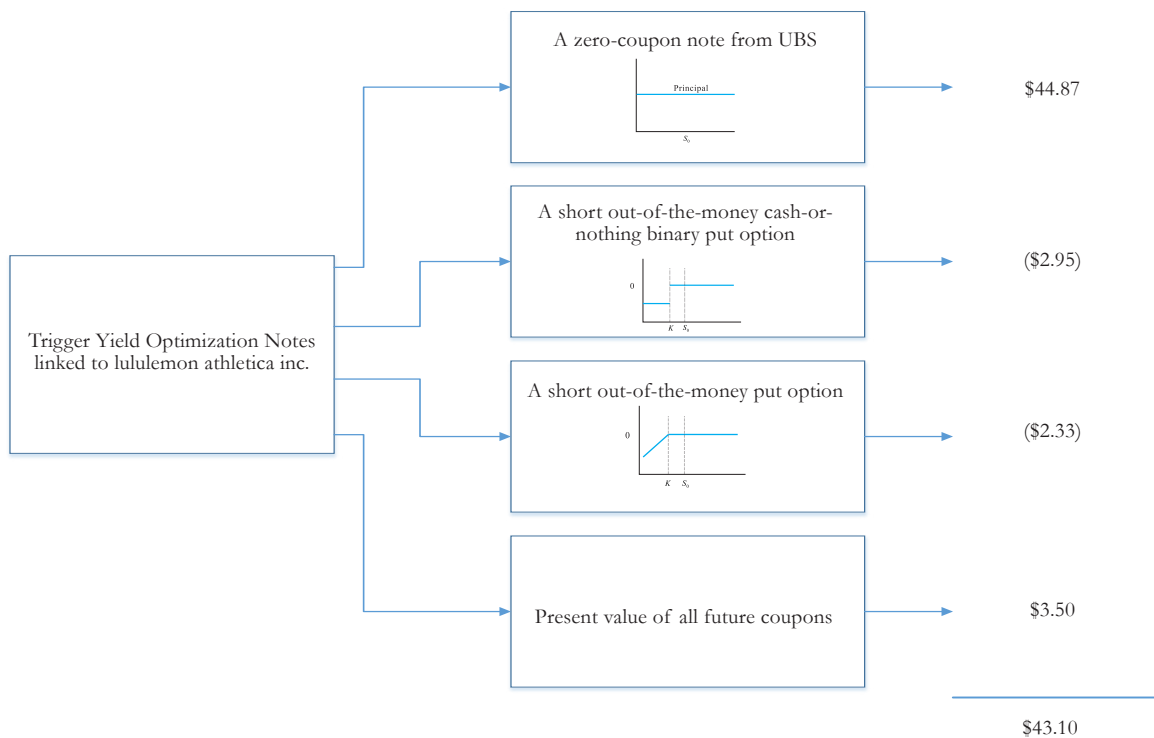 A zero-coupon note from UBS
Principal
S0
$44.87
A short out-of-the-money cash-or-
nothing binary put option
0
K
S0
($2.95)
Trigger Yield Optimization Notes
linked to lululemon athletica inc.
A short out-of-the-money put option
0
K
S0
($2.33)
Present value of all future coupons
$3.50
$43.10